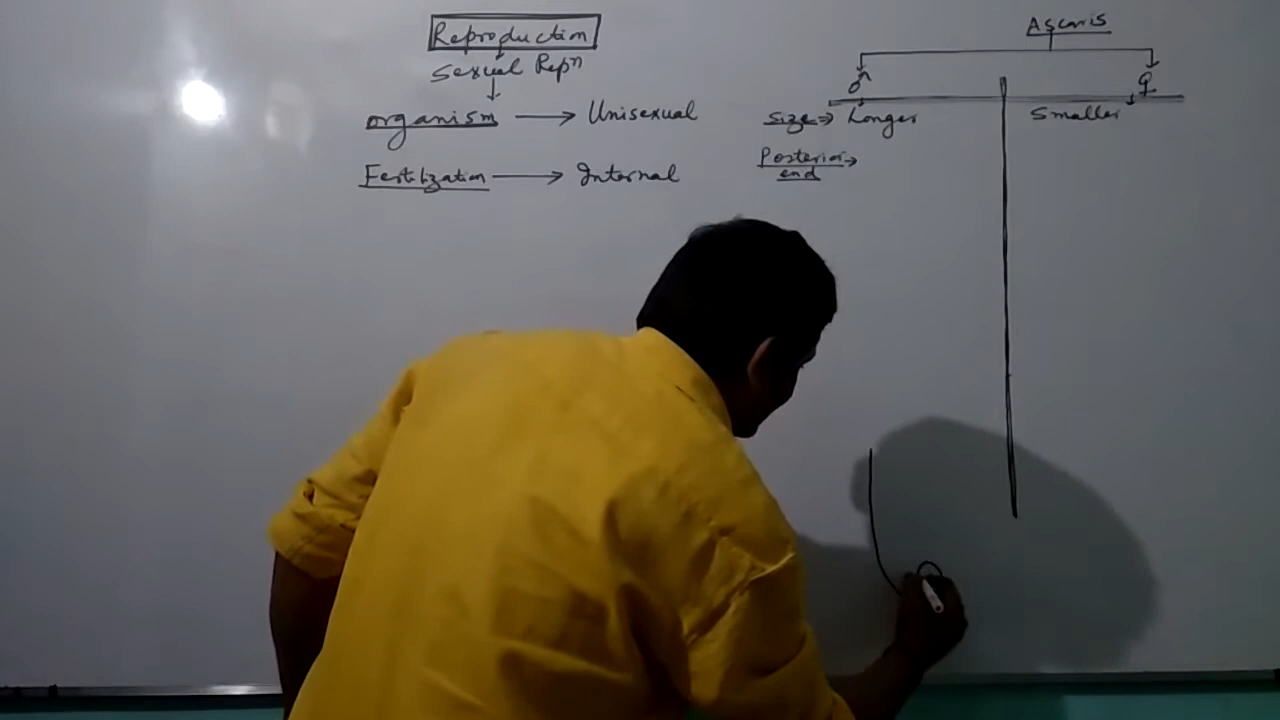 Reproduction
Sexual Repn
organism → Unisexual
Fertilization → Internal
Ascaris
♂ ♀
Size → Longer Smaller
Posterior →
end